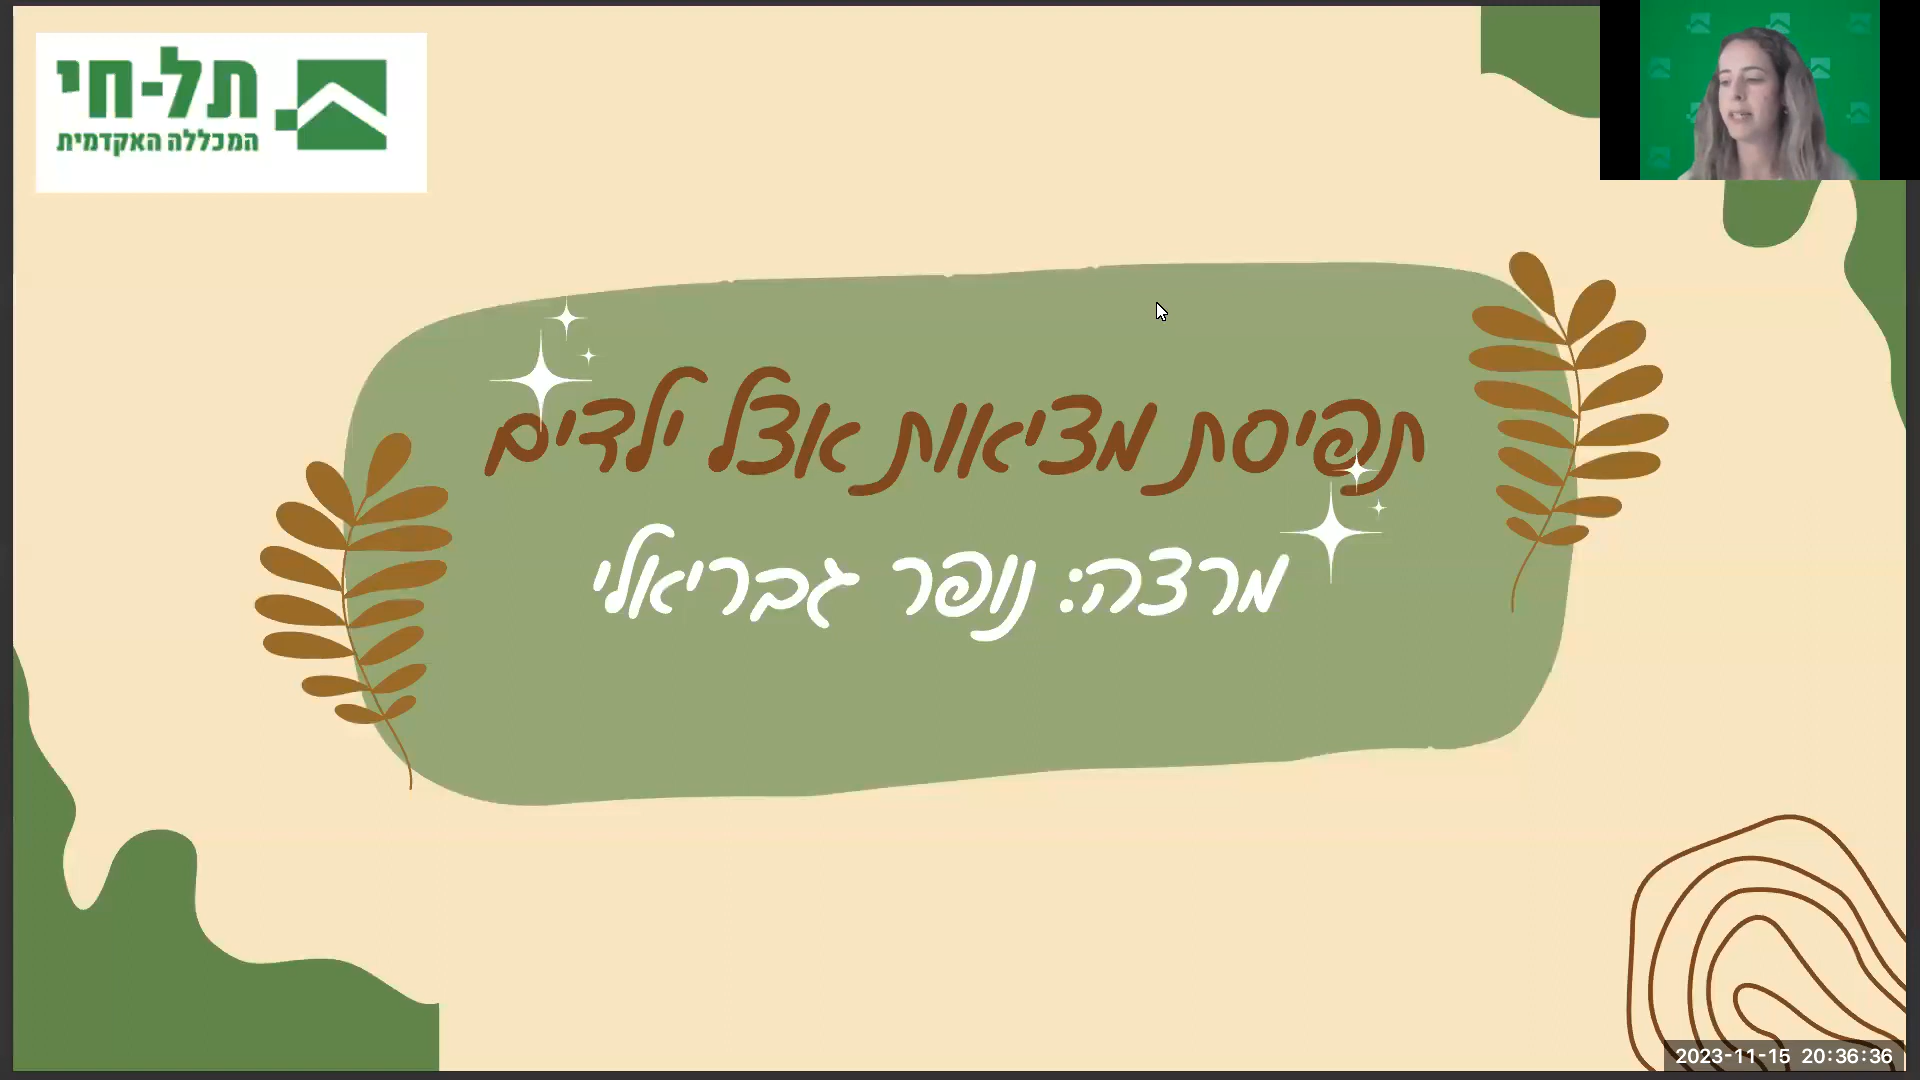 תל-חי
המכללה האקדמית
תפיסת מציאות אצל ילדים
מרצה: נופר גבריאלי
2023-11-15 20:36:36